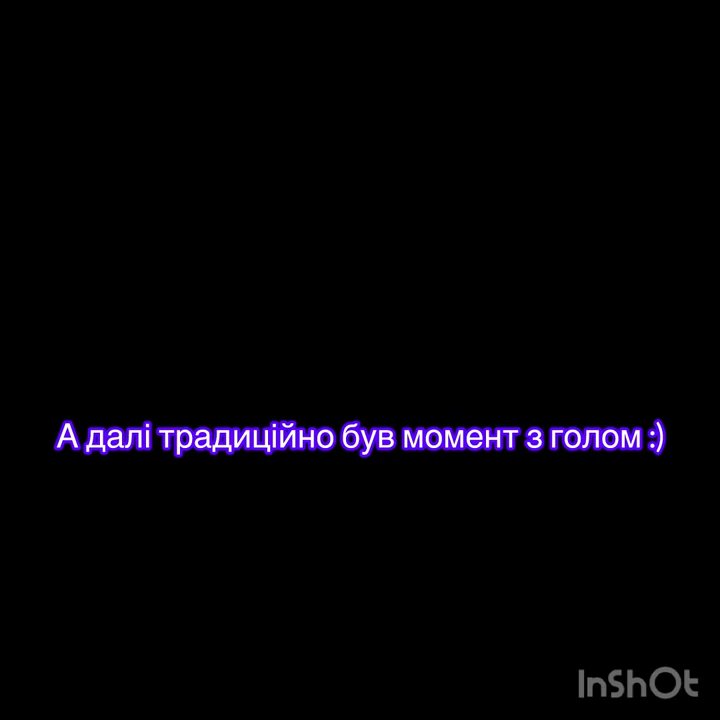 А далі традиційно був момент з голом :)
InShOt